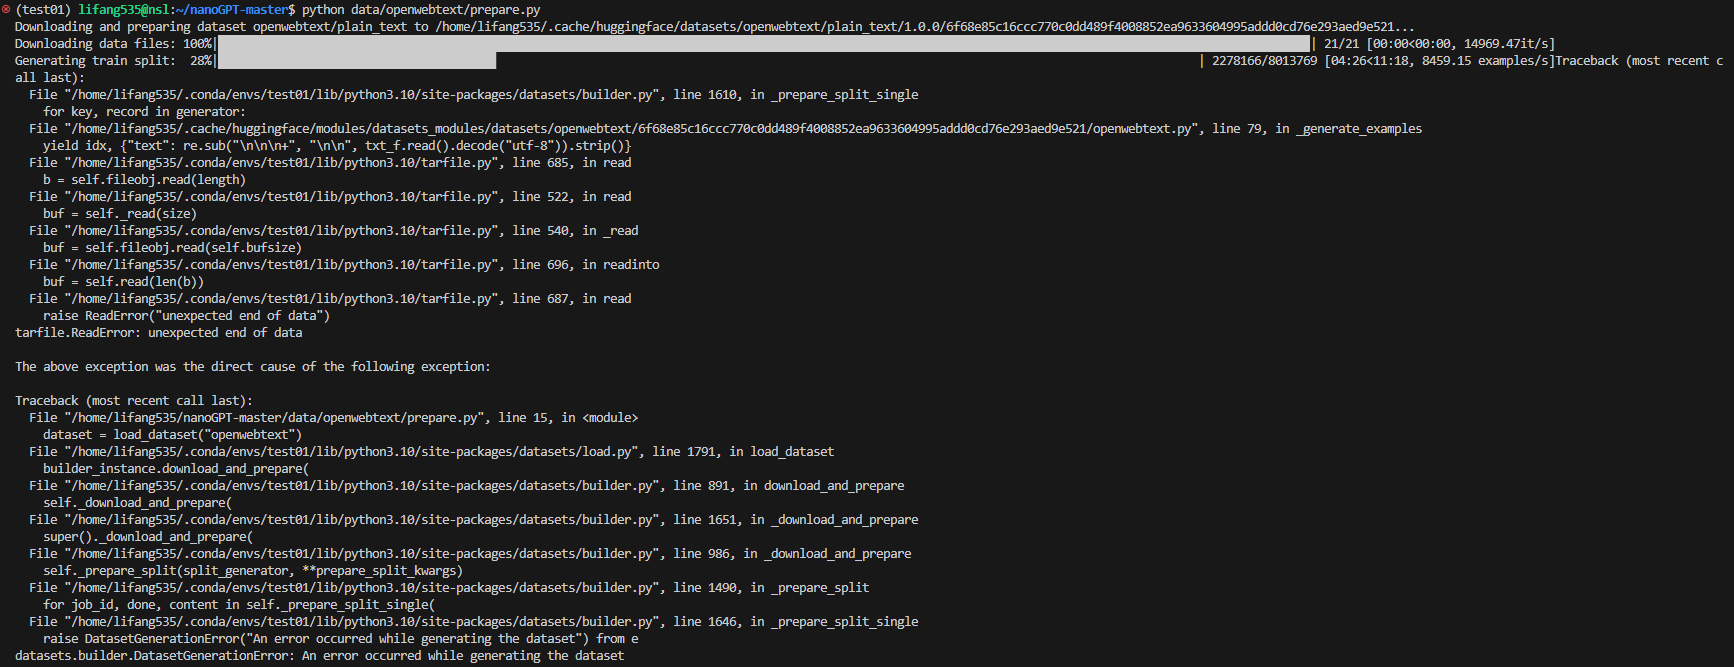 (test01) lifang535@nsl:~/nanoGPT-master$ python data/openwebtext/prepare.py
Downloading and preparing dataset openwebtext/plain_text to /home/lifang535/.cache/huggingface/datasets/openwebtext/plain_text/1.0.0/6f68e85c16ccc770c0dd489f4008852ea9633604995addd0cd76e293aed9e521...
Downloading data files: 100%|| 21/21 [00:00<00:00, 14969.47it/s]
Generating train split:  28%|| 2278166/8013769 [04:26<11:18, 8459.15 examples/s]Traceback (most recent c
all last):
  File "/home/lifang535/.conda/envs/test01/lib/python3.10/site-packages/datasets/builder.py", line 1610, in _prepare_split_single
    for key, record in generator:
  File "/home/lifang535/.cache/huggingface/modules/datasets_modules/datasets/openwebtext/6f68e85c16ccc770c0dd489f4008852ea9633604995addd0cd76e293aed9e521/openwebtext.py", line 79, in _generate_examples
    yield idx, {"text": re.sub("\n\n\n+", "\n\n", txt_f.read().decode("utf-8")).strip()}
  File "/home/lifang535/.conda/envs/test01/lib/python3.10/tarfile.py", line 685, in read
    b = self.fileobj.read(length)
  File "/home/lifang535/.conda/envs/test01/lib/python3.10/tarfile.py", line 522, in read
    buf = self._read(size)
  File "/home/lifang535/.conda/envs/test01/lib/python3.10/tarfile.py", line 540, in _read
    buf = self.fileobj.read(self.bufsize)
  File "/home/lifang535/.conda/envs/test01/lib/python3.10/tarfile.py", line 696, in readinto
    buf = self.read(len(b))
  File "/home/lifang535/.conda/envs/test01/lib/python3.10/tarfile.py", line 687, in read
    raise ReadError("unexpected end of data")
tarfile.ReadError: unexpected end of data

The above exception was the direct cause of the following exception:

Traceback (most recent call last):
  File "/home/lifang535/nanoGPT-master/data/openwebtext/prepare.py", line 15, in <module>
    dataset = load_dataset("openwebtext")
  File "/home/lifang535/.conda/envs/test01/lib/python3.10/site-packages/datasets/load.py", line 1791, in load_dataset
    builder_instance.download_and_prepare(
  File "/home/lifang535/.conda/envs/test01/lib/python3.10/site-packages/datasets/builder.py", line 891, in download_and_prepare
    self._download_and_prepare(
  File "/home/lifang535/.conda/envs/test01/lib/python3.10/site-packages/datasets/builder.py", line 1651, in _download_and_prepare
    super()._download_and_prepare(
  File "/home/lifang535/.conda/envs/test01/lib/python3.10/site-packages/datasets/builder.py", line 986, in _download_and_prepare
    self._prepare_split(split_generator, **prepare_split_kwargs)
  File "/home/lifang535/.conda/envs/test01/lib/python3.10/site-packages/datasets/builder.py", line 1490, in _prepare_split
    for job_id, done, content in self._prepare_split_single(
  File "/home/lifang535/.conda/envs/test01/lib/python3.10/site-packages/datasets/builder.py", line 1646, in _prepare_split_single
    raise DatasetGenerationError("An error occurred while generating the dataset") from e
datasets.builder.DatasetGenerationError: An error occurred while generating the dataset